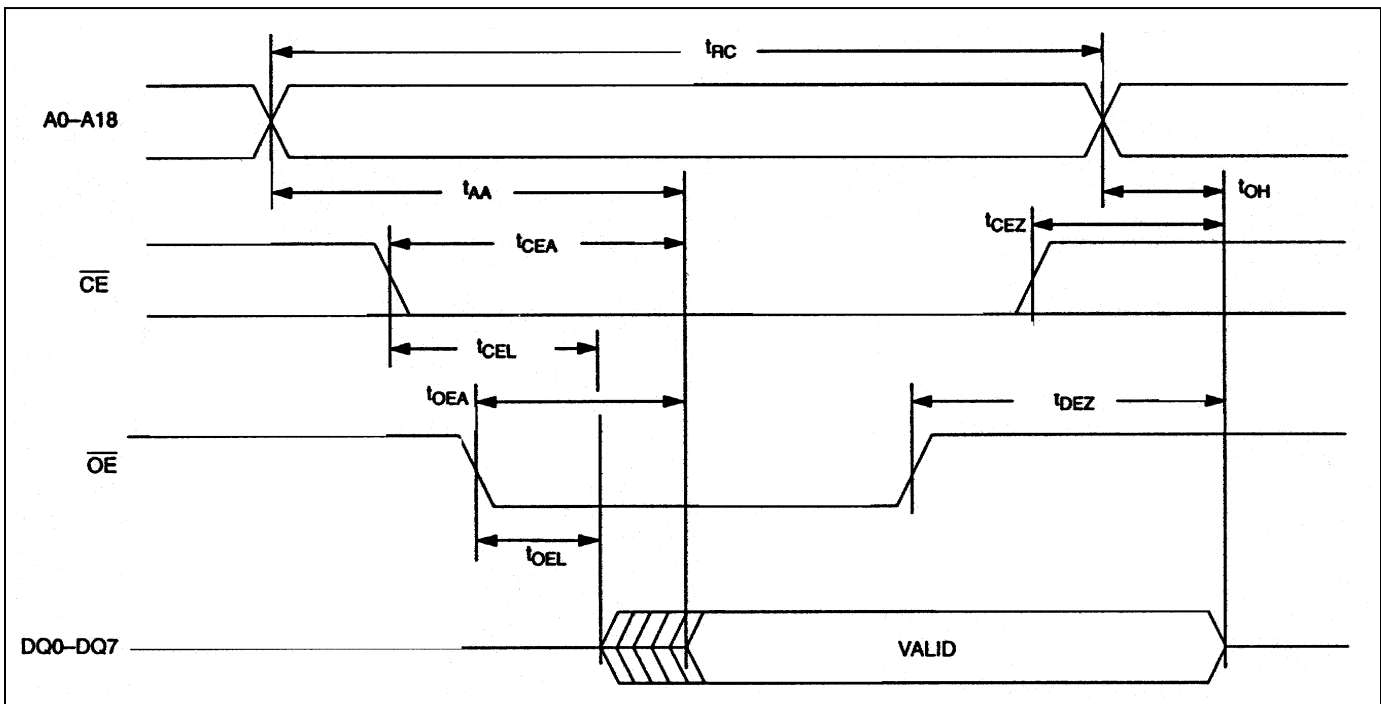 tRC
A0–A18
tAA
tOH
tCEZ
tCEA
CE
tCEL
tOEA
tDEZ
OE
tOEL
DQ0–DQ7
VALID